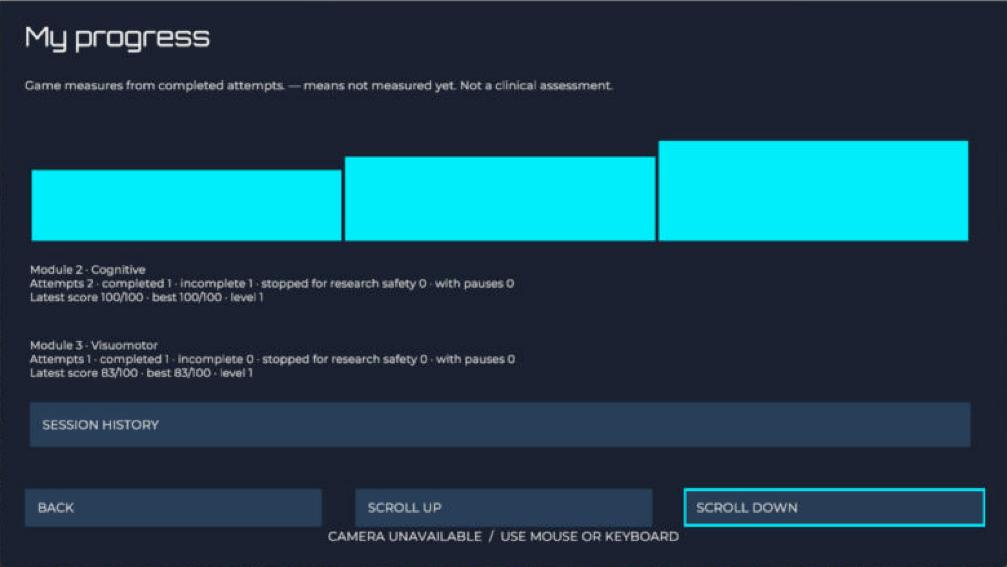 My progress
Game measures from completed attempts. — means not measured yet. Not a clinical assessment.
Module 2 · Cognitive
Attempts 2 · completed 1 · incomplete 1 · stopped for research safety 0 · with pauses 0
Latest score 100/100 · best 100/100 · level 1
Module 3 · Visuomotor
Attempts 1 · completed 1 · incomplete 0 · stopped for research safety 0 · with pauses 0
Latest score 83/100 · best 83/100 · level 1
SESSION HISTORY
BACK
SCROLL UP
SCROLL DOWN
CAMERA UNAVAILABLE / USE MOUSE OR KEYBOARD